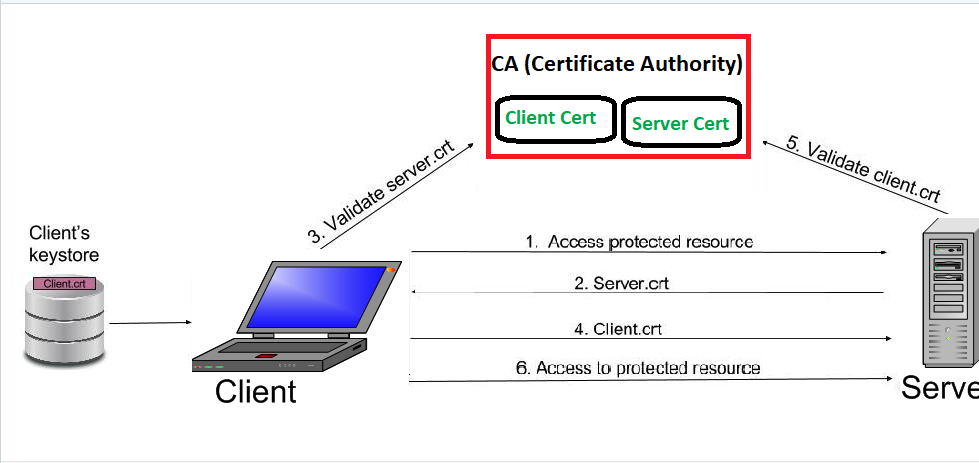 CA (Certificate Authority)
Client Cert
Server Cert
3. Validate server.crt
5. Validate client.crt
Client's
keystore
Client.crt
1. Access protected resource
2. Server.crt
4. Client.crt
6. Access to protected resource
Client
Serve